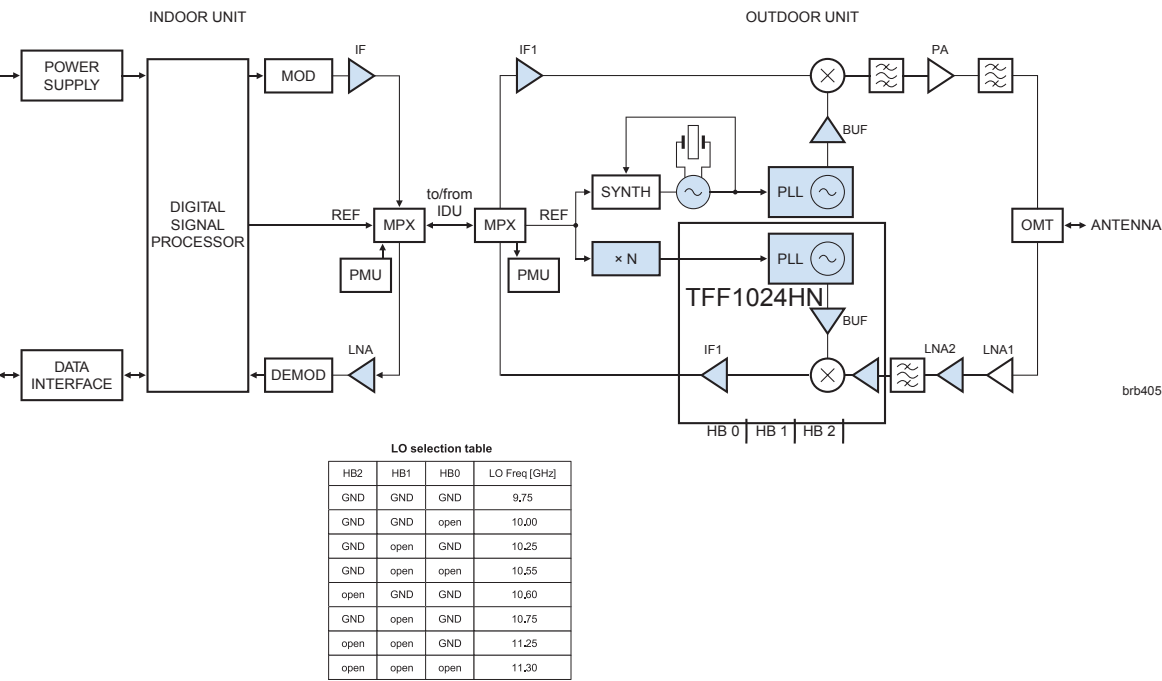 INDOOR UNIT
OUTDOOR UNIT
POWER
SUPPLY
MOD
IF
IF1
PA
BUF
DIGITAL
SIGNAL
PROCESSOR
REF
MPX
to/from
IDU
MPX
REF
SYNTH
PLL
OMT
ANTENNA
PMU
PMU
× N
PLL
TFF1024HN
BUF
DATA
INTERFACE
DEMOD
LNA
IF1
LNA2
LNA1
brb405
HB 0
HB 1
HB 2
LO selection table
HB2 HB1 HB0 LO Freq [GHz]
GND GND GND 9.75
GND GND open 10.00
GND open GND 10.25
GND open open 10.55
open GND GND 10.60
GND open GND 10.75
open open GND 11.25
open open open 11.30